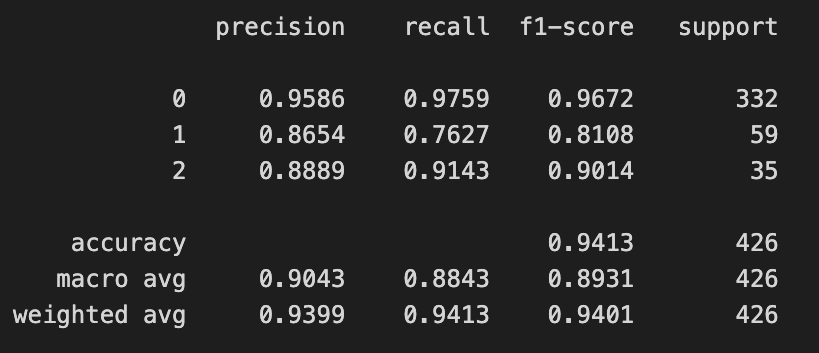 precision recall f1-score support
0 0.9586 0.9759 0.9672 332
1 0.8654 0.7627 0.8108 59
2 0.8889 0.9143 0.9014 35
accuracy 0.9413 426
macro avg 0.9043 0.8843 0.8931 426
weighted avg 0.9399 0.9413 0.9401 426